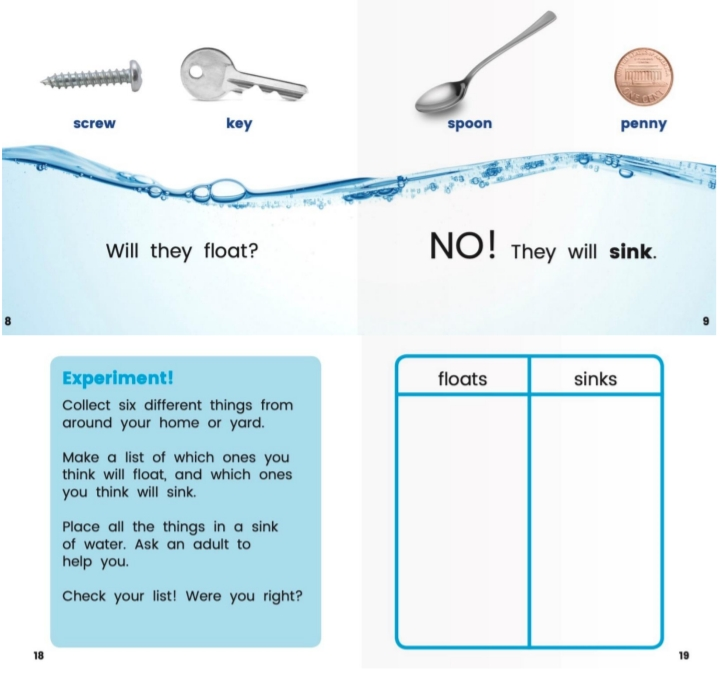 screw
key
spoon
penny
Will they float?
NO! They will sink.
8
9
Experiment!
Collect six different things from
around your home or yard.
Make a list of which ones you
think will float, and which ones
you think will sink.
Place all the things in a sink
of water. Ask an adult to
help you.
Check your list! Were you right?
18
floats
sinks
19